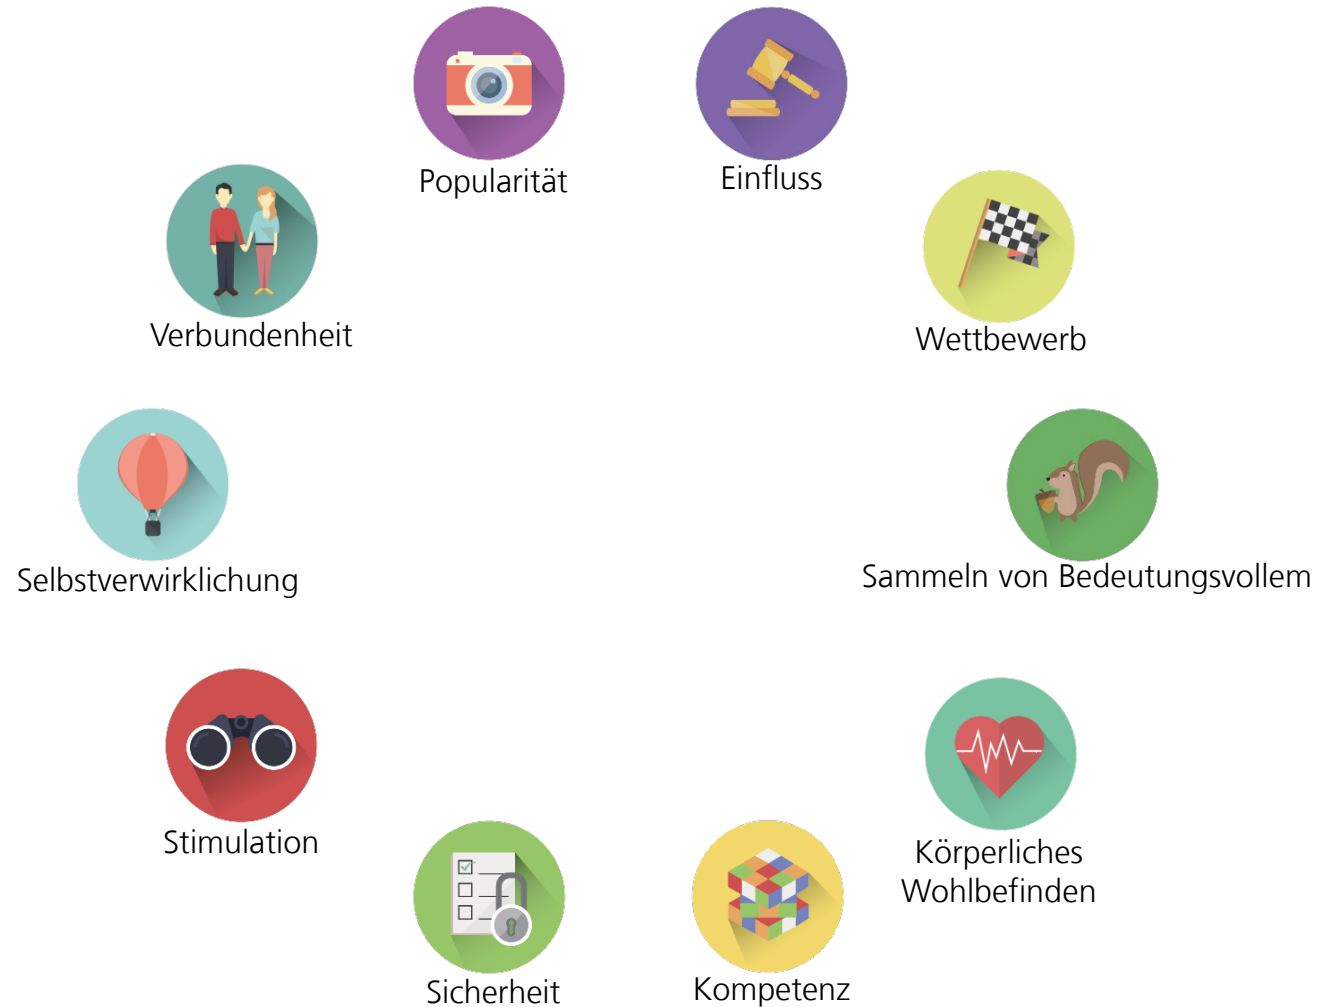 Popularität
Einfluss
Verbundenheit
Wettbewerb
Selbstverwirklichung
Sammeln von Bedeutungsvollem
Stimulation
Körperliches
Wohlbefinden
Sicherheit
Kompetenz